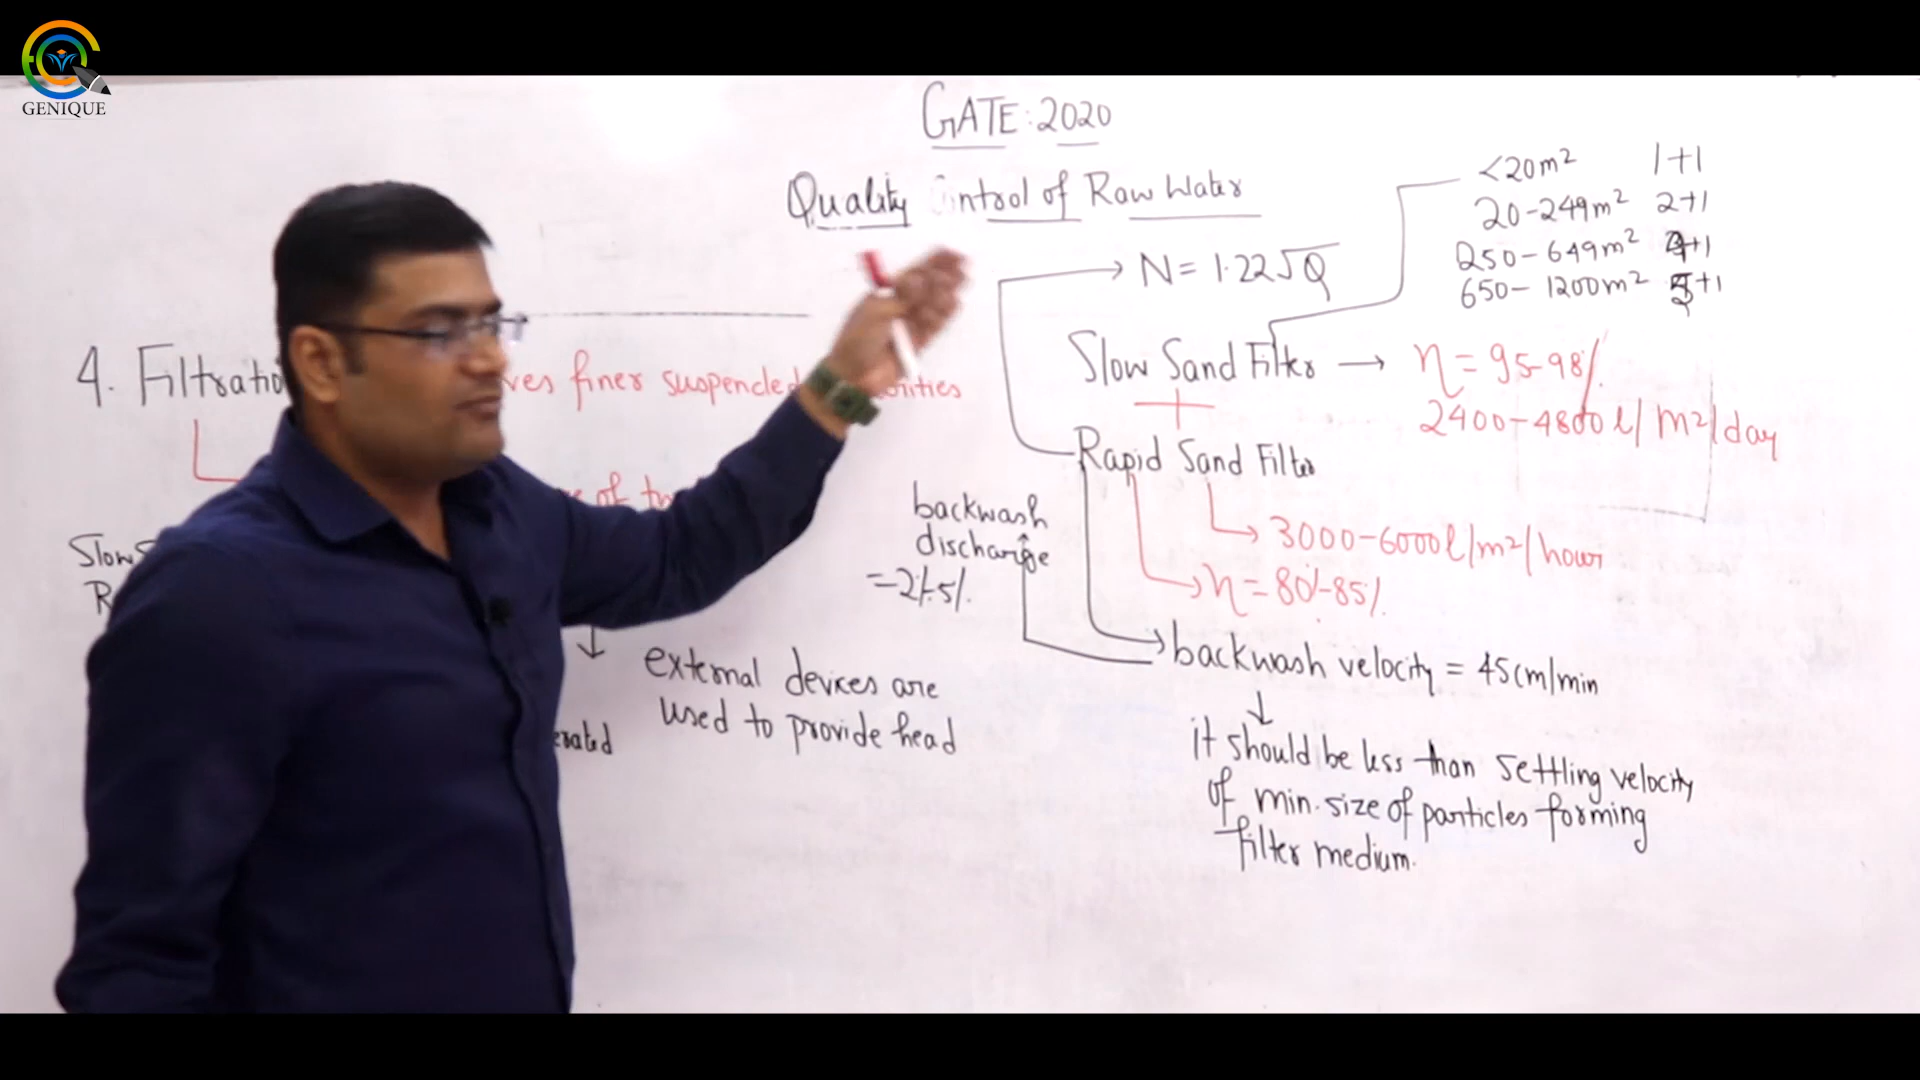 GENIQUE
GATE: 2020
Quality Control of Raw Water
<20m² 1+1
20-249m² 2+1
250-649m² +1
650-1200m² 5+1
N = 1.22√Q
4. Filtratio ves finer suspended
Slow Sand Filter → η = 95-98%
+ 2400-4800 l/m²/day
Rapid Sand Filter
→ 3000-6000 l/m²/hour
→ η = 80%-85%
of
backwash
discharge
= 2%-5%
Slow S
R
→ backwash velocity = 45cm/min
↓
it should be less than settling velocity
of min. size of particles forming
filter medium.
↓
external devices are
used to provide head
erated